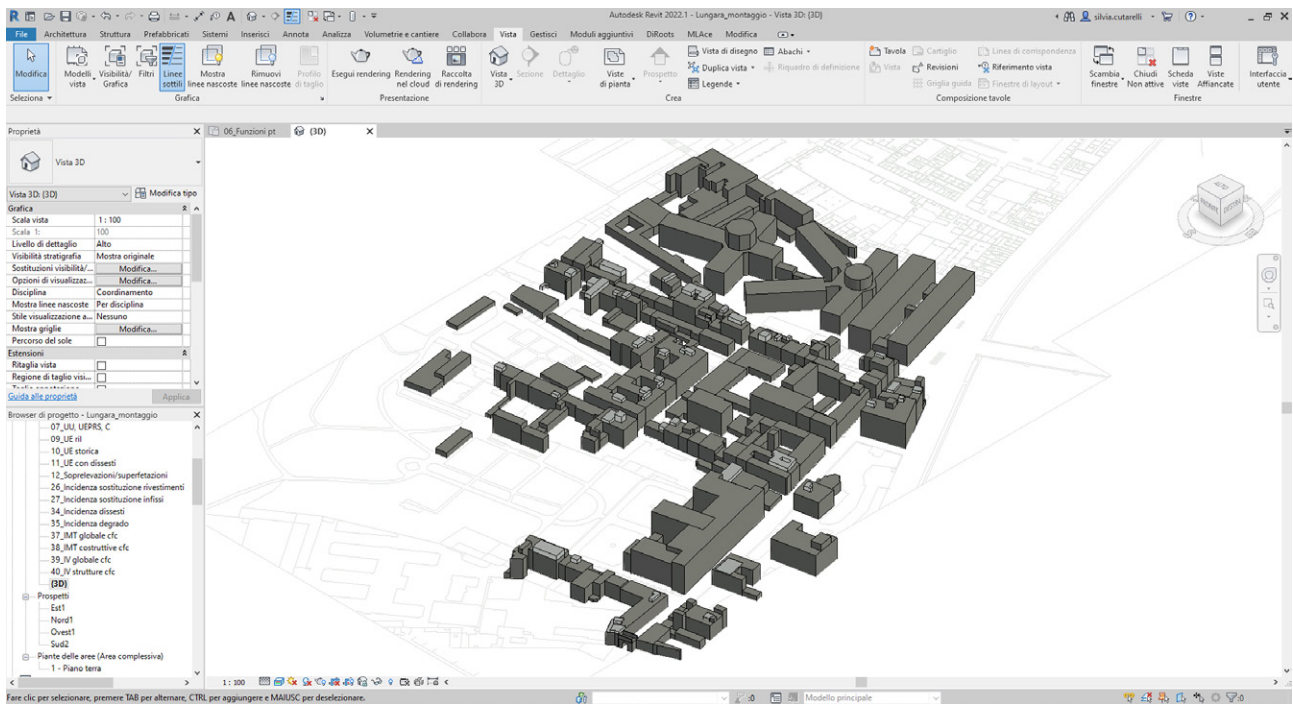 Autodesk Revit 2022.1 - Lungara_montaggio - Vista 3D: {3D}
silvia.cutarelli
File Architettura Struttura Prefabbricati Sistemi Inserisci Annota Analizza Volumetrie e cantiere Collabora Vista Gestisci Moduli aggiuntivi DiRoots MLAce Modifica
Modifica
Modelli vista
Visibilità/ Grafica
Filtri
Linee sottili
Mostra linee nascoste
Rimuovi linee nascoste
Profilo di taglio
Esegui rendering
Rendering nel cloud
Raccolta di rendering
Vista 3D
Sezione
Dettaglio
Viste di pianta
Prospetto
Vista di disegno
Abachi
Duplica vista
Riquadro di definizione
Legende
Tavola
Cartiglio
Linea di corrispondenza
Vista
Revisioni
Riferimento vista
Griglia guida
Finestre di layout
Scambia finestre
Chiudi Non attive
Scheda viste
Viste Affiancate
Interfaccia utente
Seleziona
Grafica
Presentazione
Crea
Composizione tavole
Finestre
Proprietà
06_Funzioni pt
{3D}
Vista 3D
Vista 3D: {3D}
Modifica tipo
Grafica
Scala vista 1 : 100
Scala 1: 100
Livello di dettaglio Alto
Visibilità stratigrafia Mostra originale
Sostituzioni visibilità/... Modifica...
Opzioni di visualizzaz... Modifica...
Disciplina Coordinamento
Mostra linee nascoste Per disciplina
Stile visualizzazione a... Nessuno
Mostra griglie Modifica...
Percorso del sole
Estensioni
Ritaglia vista
Regione di taglio visi...
Guida alle proprietà
Applica
Browser di progetto - Lungara_montaggio
07_UU, UEPRS, C
09_UE ril
10_UE storica
11_UE con dissesti
12_Soprelevazioni/superfetazioni
26_Incidenza sostituzione rivestimenti
27_Incidenza sostituzione infissi
34_Incidenza dissesti
35_Incidenza degrado
37_IMT globale cfc
38_IMT costruttive cfc
39_IV globale cfc
40_IV strutture cfc
{3D}
Prospetti
Est1
Nord1
Ovest1
Sud2
Piante delle aree (Area complessiva)
1 - Piano terra
1 : 100
Fare clic per selezionare, premere TAB per alternare, CTRL per aggiungere e MAIUSC per deselezionare.
:0
Modello principale
:0